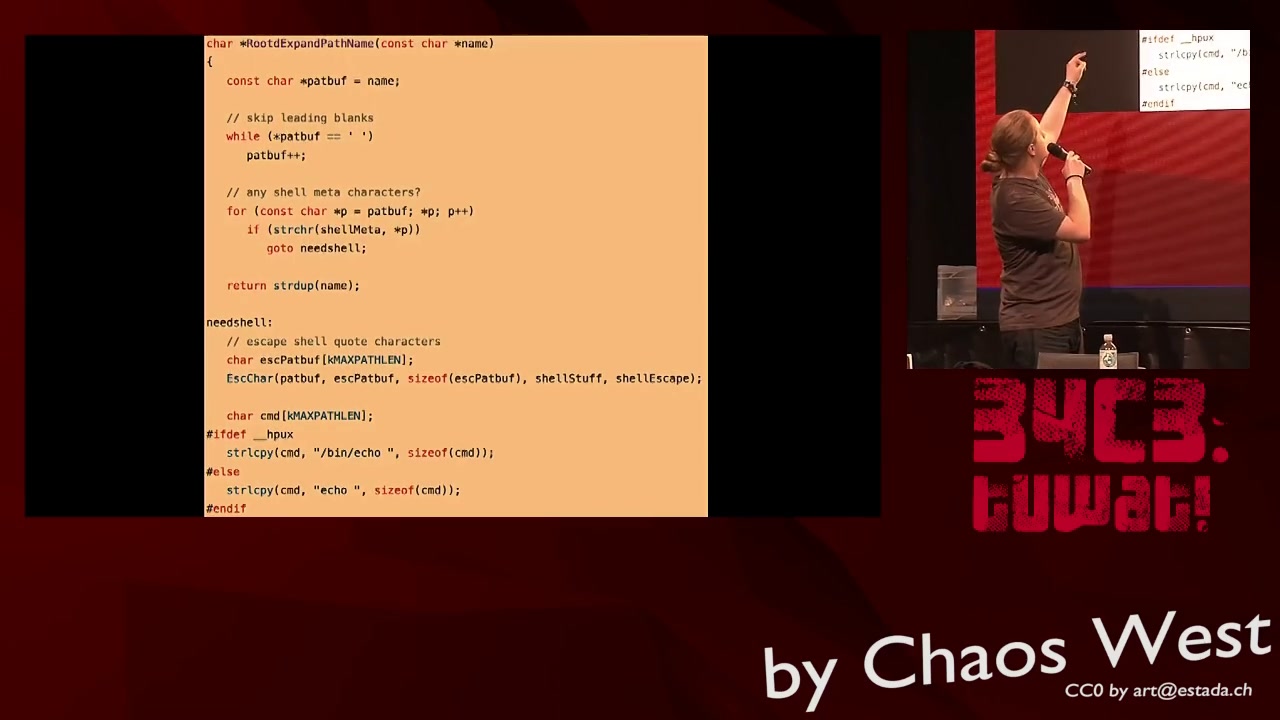 char *RootdExpandPathName(const char *name)
{
const char *patbuf = name;
// skip leading blanks
while (*patbuf == ' ')
patbuf++;
// any shell meta characters?
for (const char *p = patbuf; *p; p++)
if (strchr(shellMeta, *p))
goto needshell;
return strdup(name);
needshell:
// escape shell quote characters
char escPatbuf[kMAXPATHLEN];
EscChar(patbuf, escPatbuf, sizeof(escPatbuf), shellStuff, shellEscape);
char cmd[kMAXPATHLEN];
#ifdef __hpux
strlcpy(cmd, "/bin/echo ", sizeof(cmd));
#else
strlcpy(cmd, "echo ", sizeof(cmd));
#endif
#ifdef __hpux
strlcpy(cmd, "/b
#else
strlcpy(cmd, "ec
#endif
34C3:
tuwat!
by Chaos West
CC0 by art@estada.ch